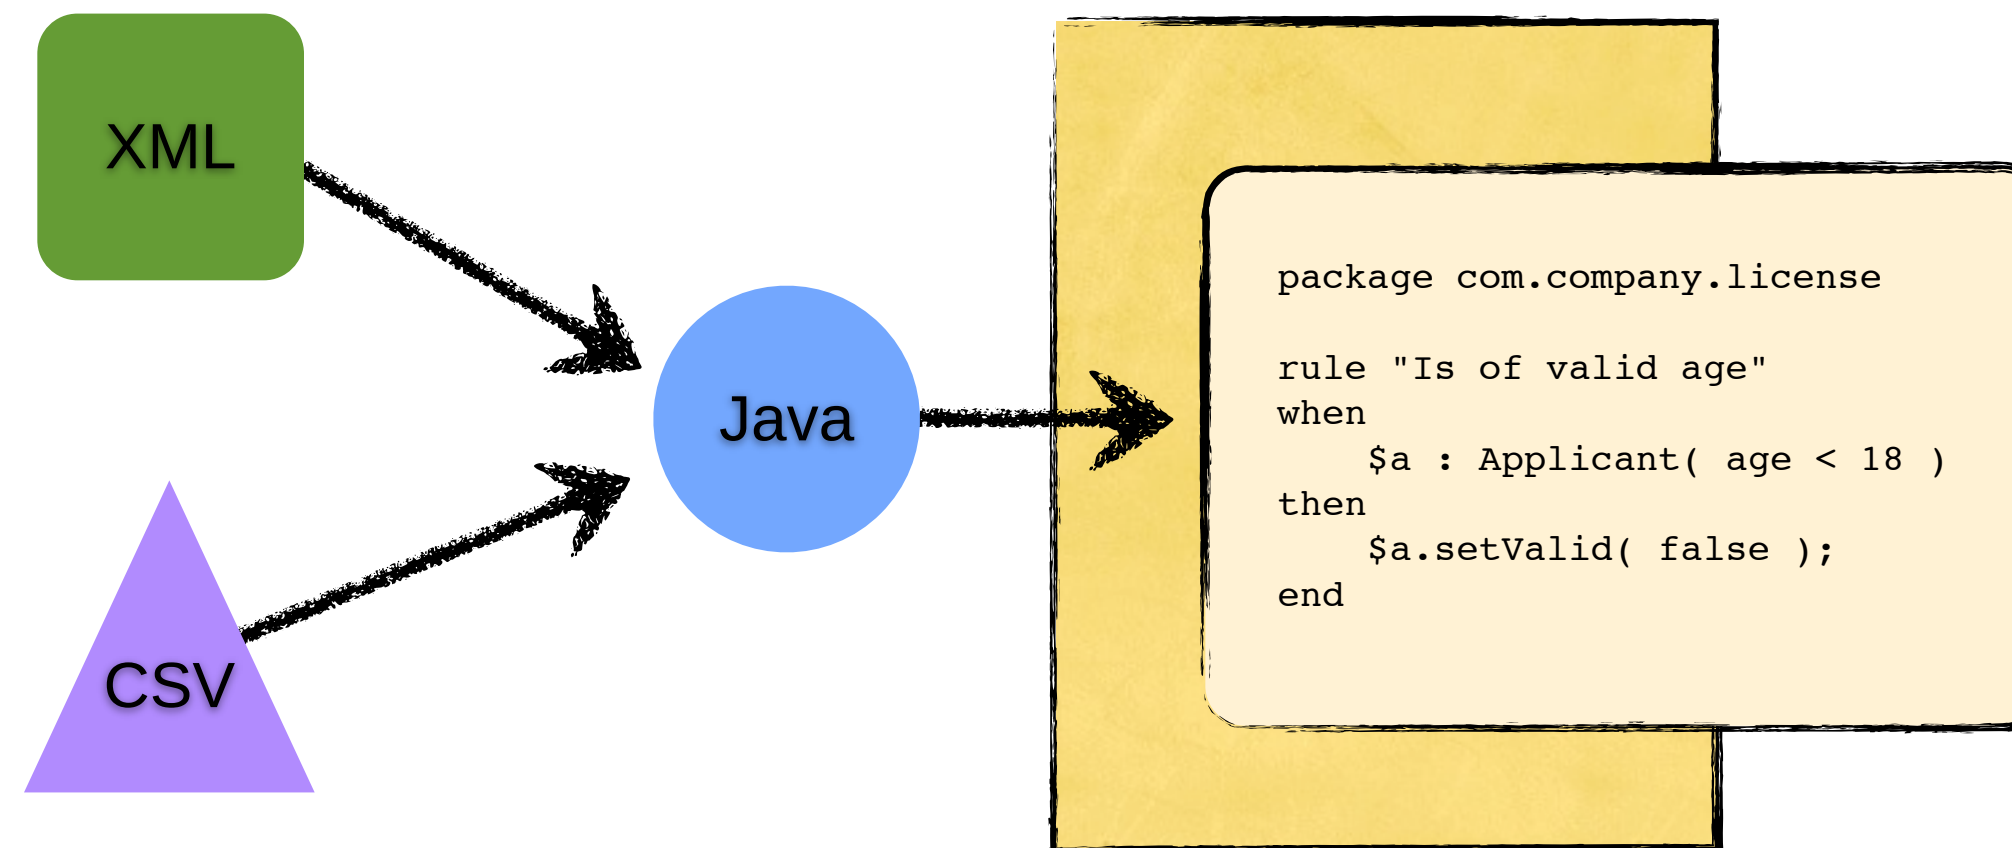 XML
CSV
Java
package com.company.license
rule "Is of valid age"
when
    $a : Applicant( age < 18 )
then
    $a.setValid( false );
end